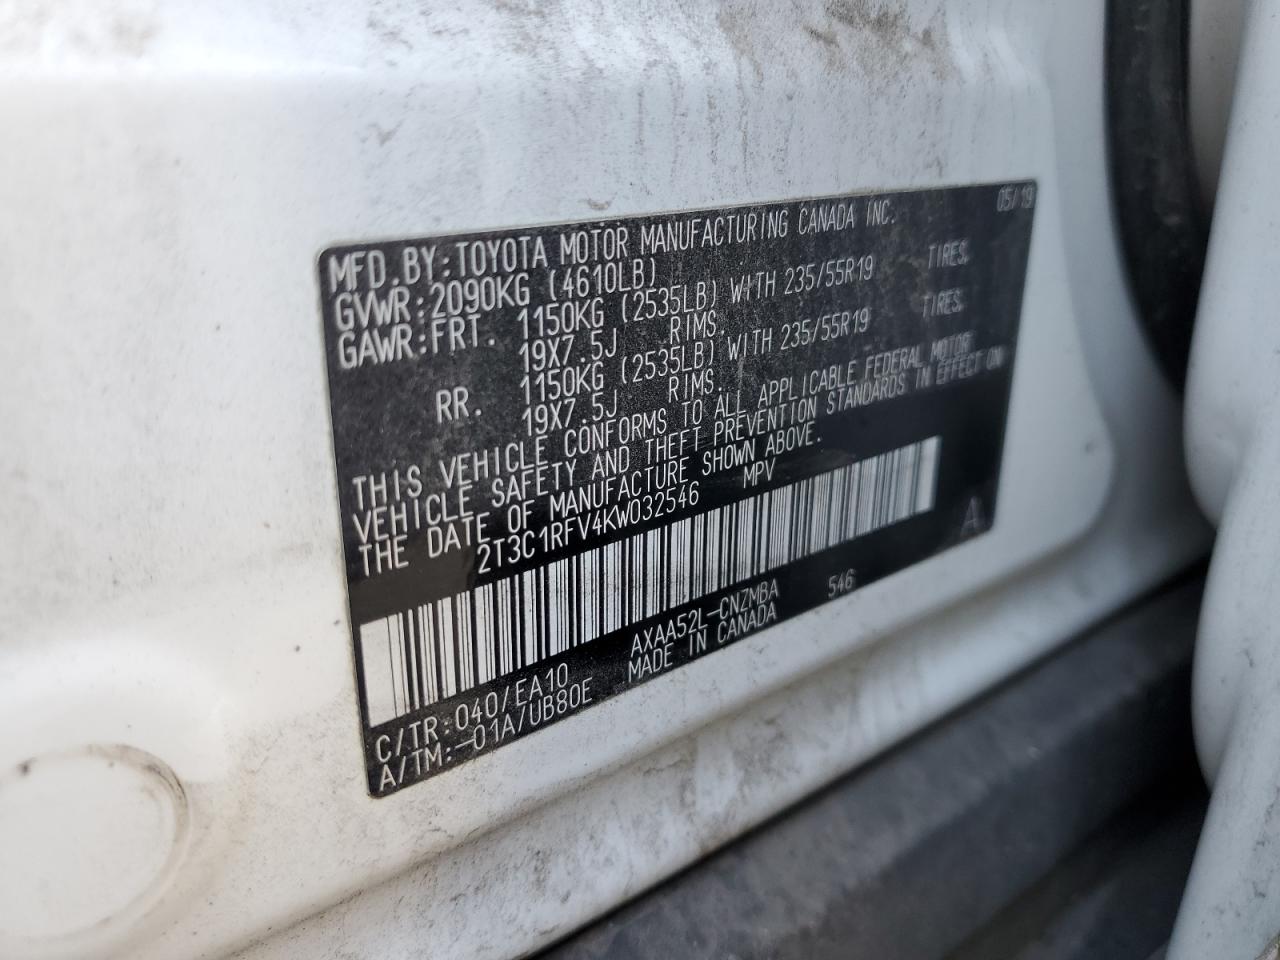 05/19
MFD.BY:TOYOTA MOTOR MANUFACTURING CANADA INC.
GVWR:2090KG (4610LB)
GAWR:FRT. 1150KG (2535LB) WITH 235/55R19 TIRES.
19X7.5J RIMS.
RR. 1150KG (2535LB) WITH 235/55R19 TIRES.
19X7.5J RIMS.
THIS VEHICLE CONFORMS TO ALL APPLICABLE FEDERAL MOTOR
VEHICLE SAFETY AND THEFT PREVENTION STANDARDS IN EFFECT ON
THE DATE OF MANUFACTURE SHOWN ABOVE.
2T3C1RFV4KW032546 MPV
A
C/TR:040/EA10 AXAA52L-CNZMBA 546
A/TM:-01A/UB80E MADE IN CANADA